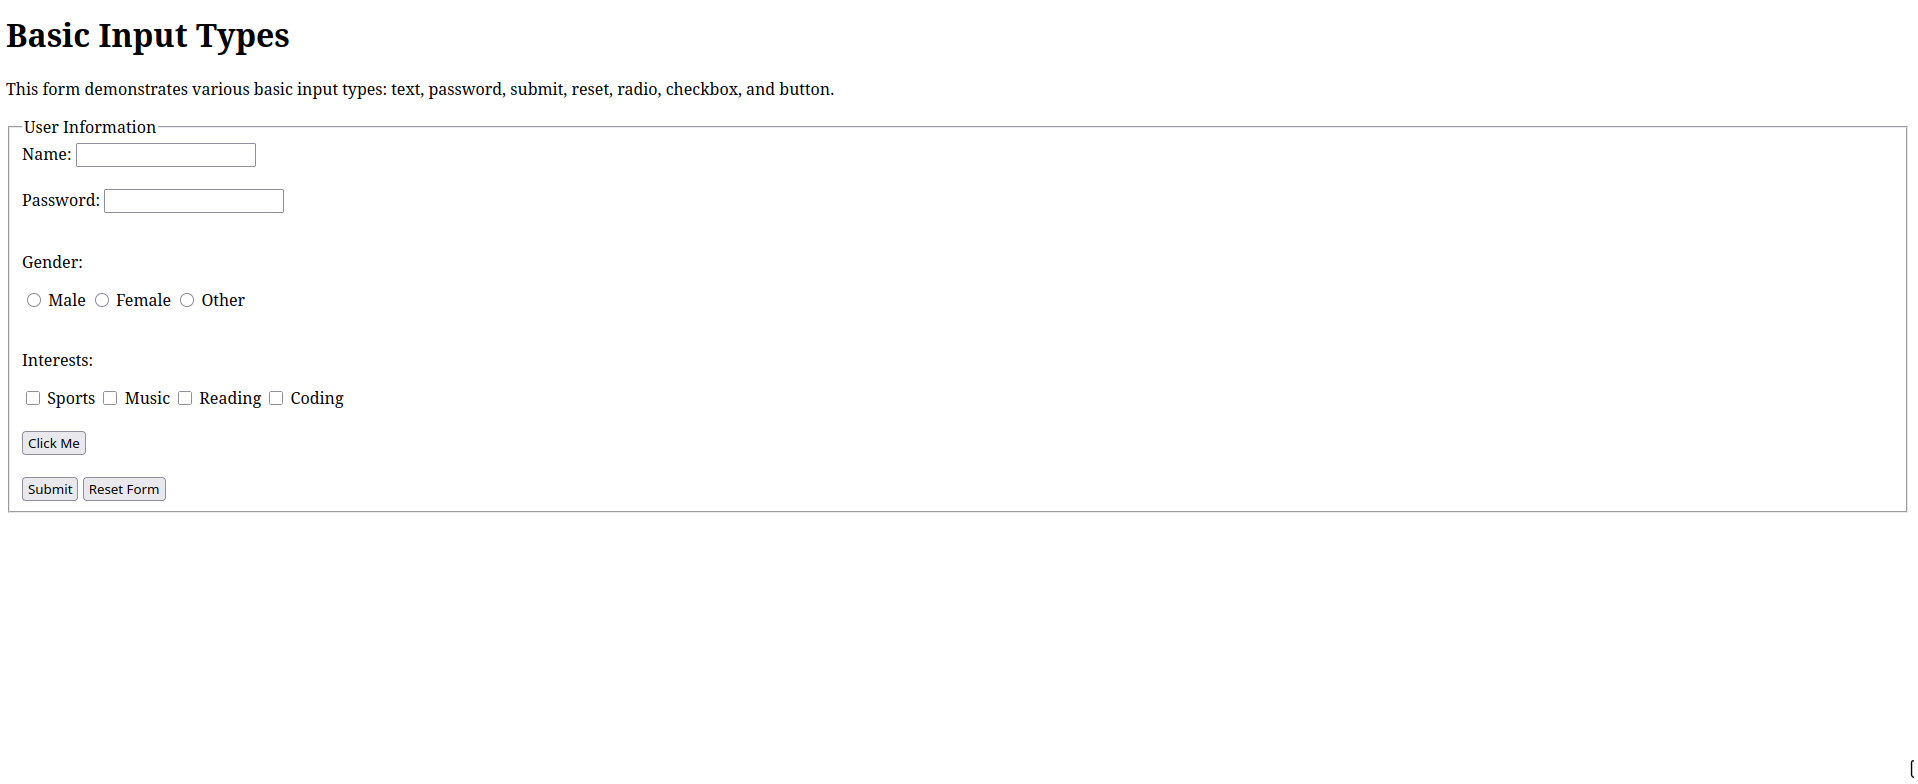 Basic Input Types
This form demonstrates various basic input types: text, password, submit, reset, radio, checkbox, and button.
User Information
Name:
Password:
Gender:
Male Female Other
Interests:
Sports Music Reading Coding
Click Me
Submit Reset Form